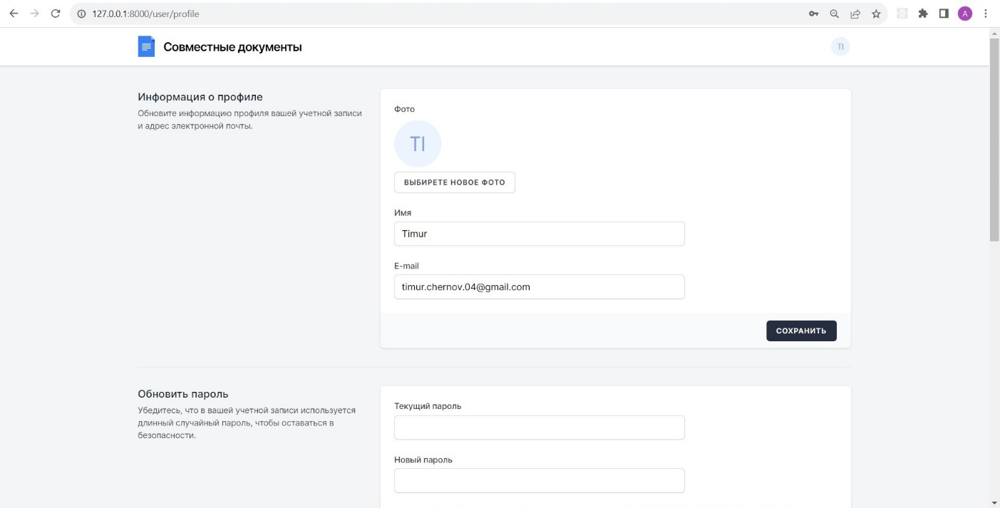 127.0.0.1:8000/user/profile
A
Совместные документы
TI
Информация о профиле
Обновите информацию профиля вашей учетной записи
и адрес электронной почты.
Фото
TI
ВЫБИРЕТЕ НОВОЕ ФОТО
Имя
Timur
E-mail
timur.chernov.04@gmail.com
СОХРАНИТЬ
Обновить пароль
Убедитесь, что в вашей учетной записи используется
длинный случайный пароль, чтобы оставаться в
безопасности.
Текущий пароль
Новый пароль